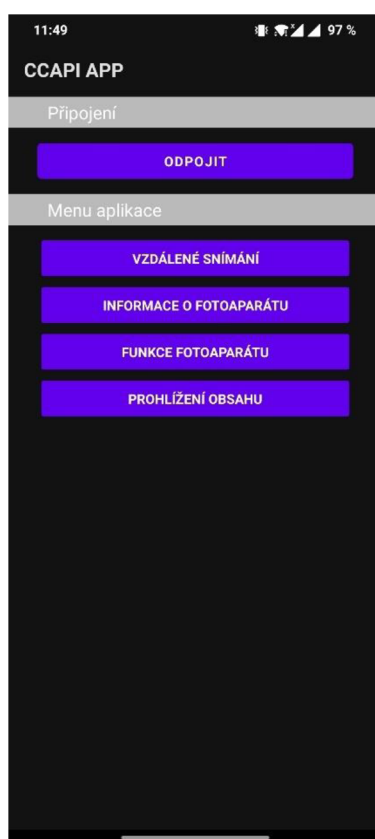 11:49 97 %
CCAPI APP
Připojení
ODPOJIT
Menu aplikace
VZDÁLENÉ SNÍMÁNÍ
INFORMACE O FOTOAPARÁTU
FUNKCE FOTOAPARÁTU
PROHLÍŽENÍ OBSAHU